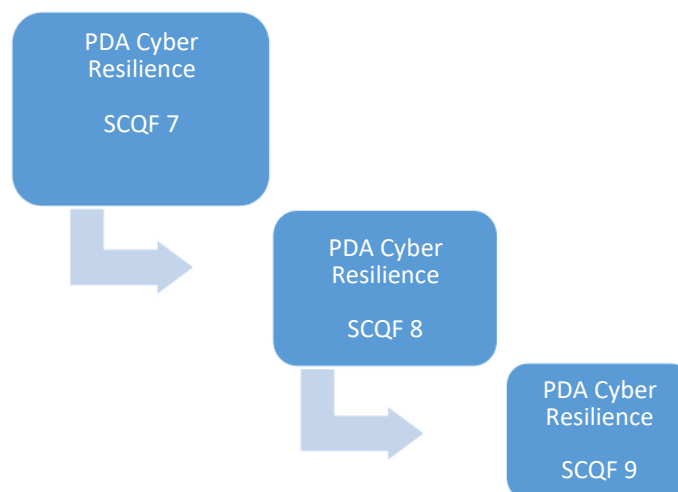 PDA Cyber
Resilience
SCQF 7
PDA Cyber
Resilience
SCQF 8
PDA Cyber
Resilience
SCQF 9